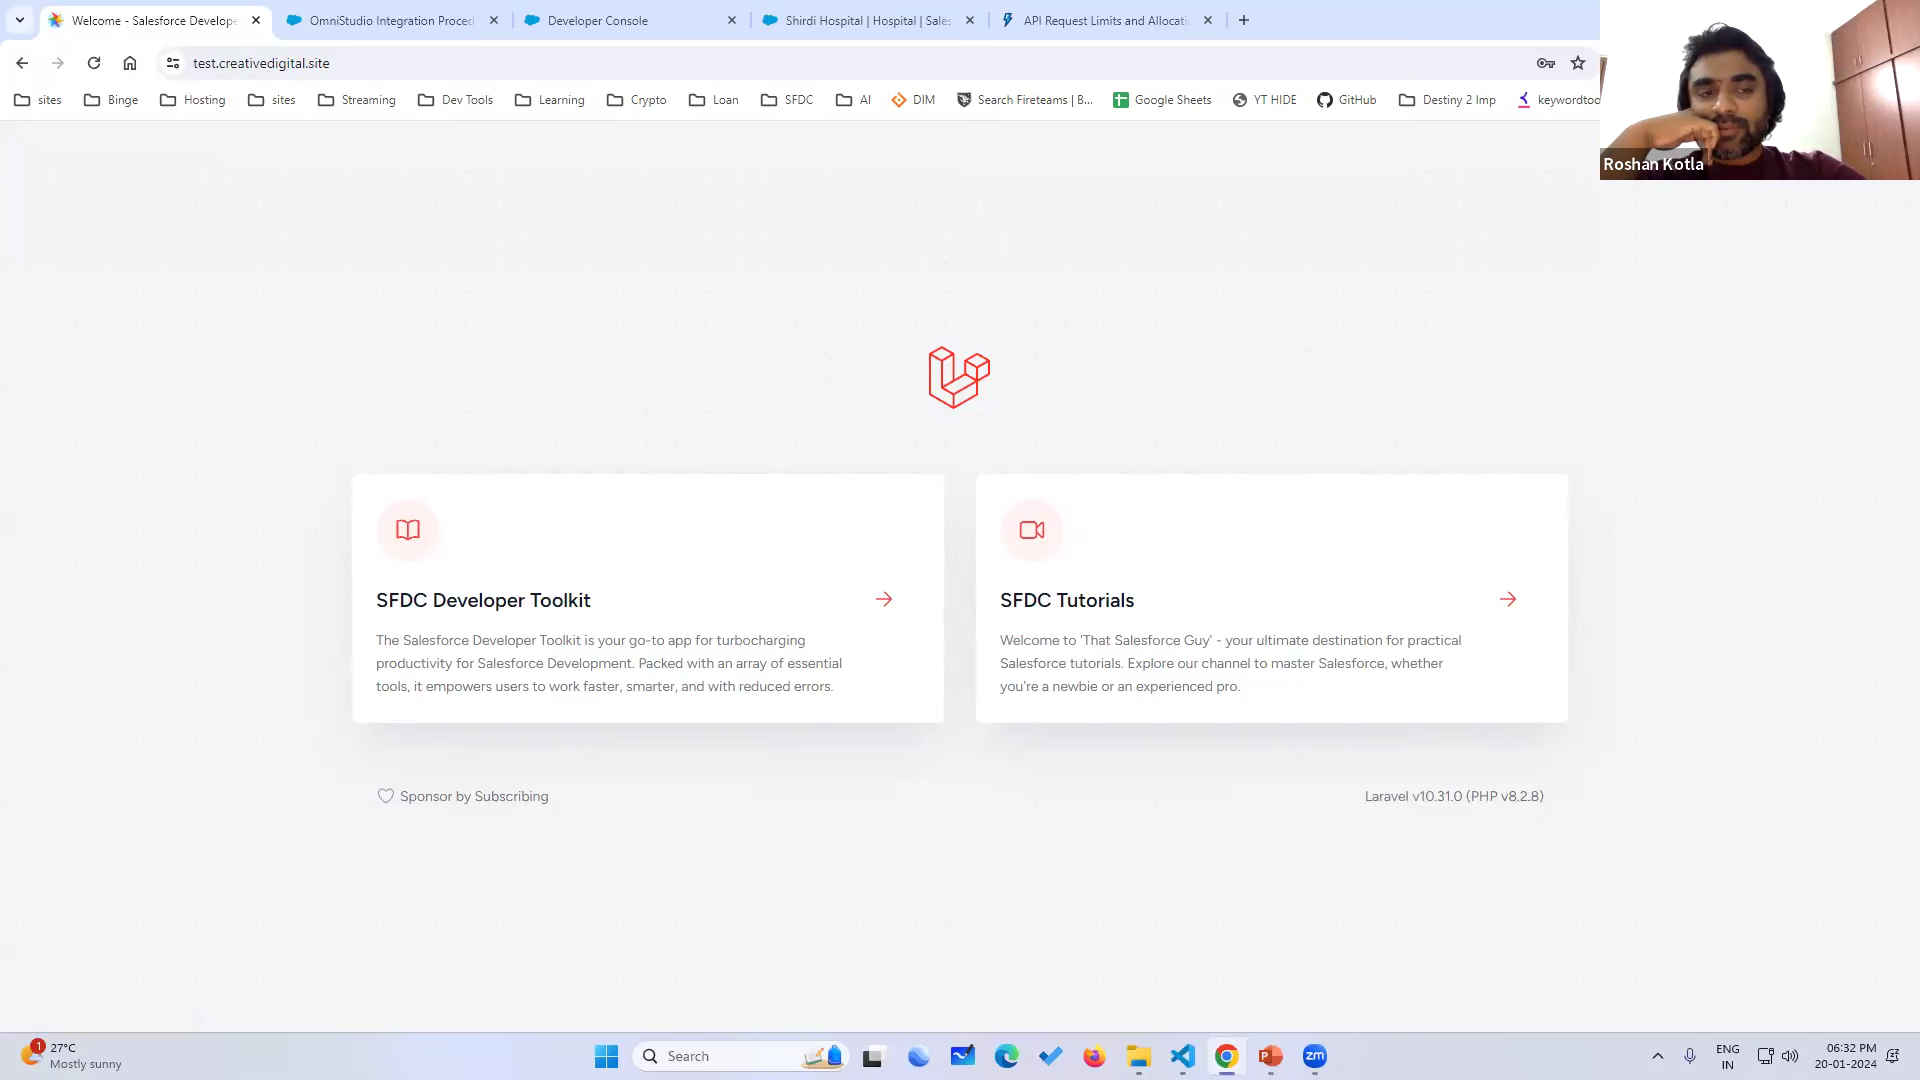 Welcome - Salesforce Develope
OmniStudio Integration Proced
Developer Console
Shirdi Hospital | Hospital | Sales
API Request Limits and Allocati
test.creativedigital.site
sites
Binge
Hosting
sites
Streaming
Dev Tools
Learning
Crypto
Loan
SFDC
AI
DIM
Search Fireteams | B...
Google Sheets
YT HIDE
GitHub
Destiny 2 Imp
keywordtoo
Roshan Kotla
SFDC Developer Toolkit
The Salesforce Developer Toolkit is your go-to app for turbocharging
productivity for Salesforce Development. Packed with an array of essential
tools, it empowers users to work faster, smarter, and with reduced errors.
SFDC Tutorials
Welcome to 'That Salesforce Guy' - your ultimate destination for practical
Salesforce tutorials. Explore our channel to master Salesforce, whether
you're a newbie or an experienced pro.
Sponsor by Subscribing
Laravel v10.31.0 (PHP v8.2.8)
1
27°C
Mostly sunny
Search
P
zm
ENG
IN
06:32 PM
20-01-2024